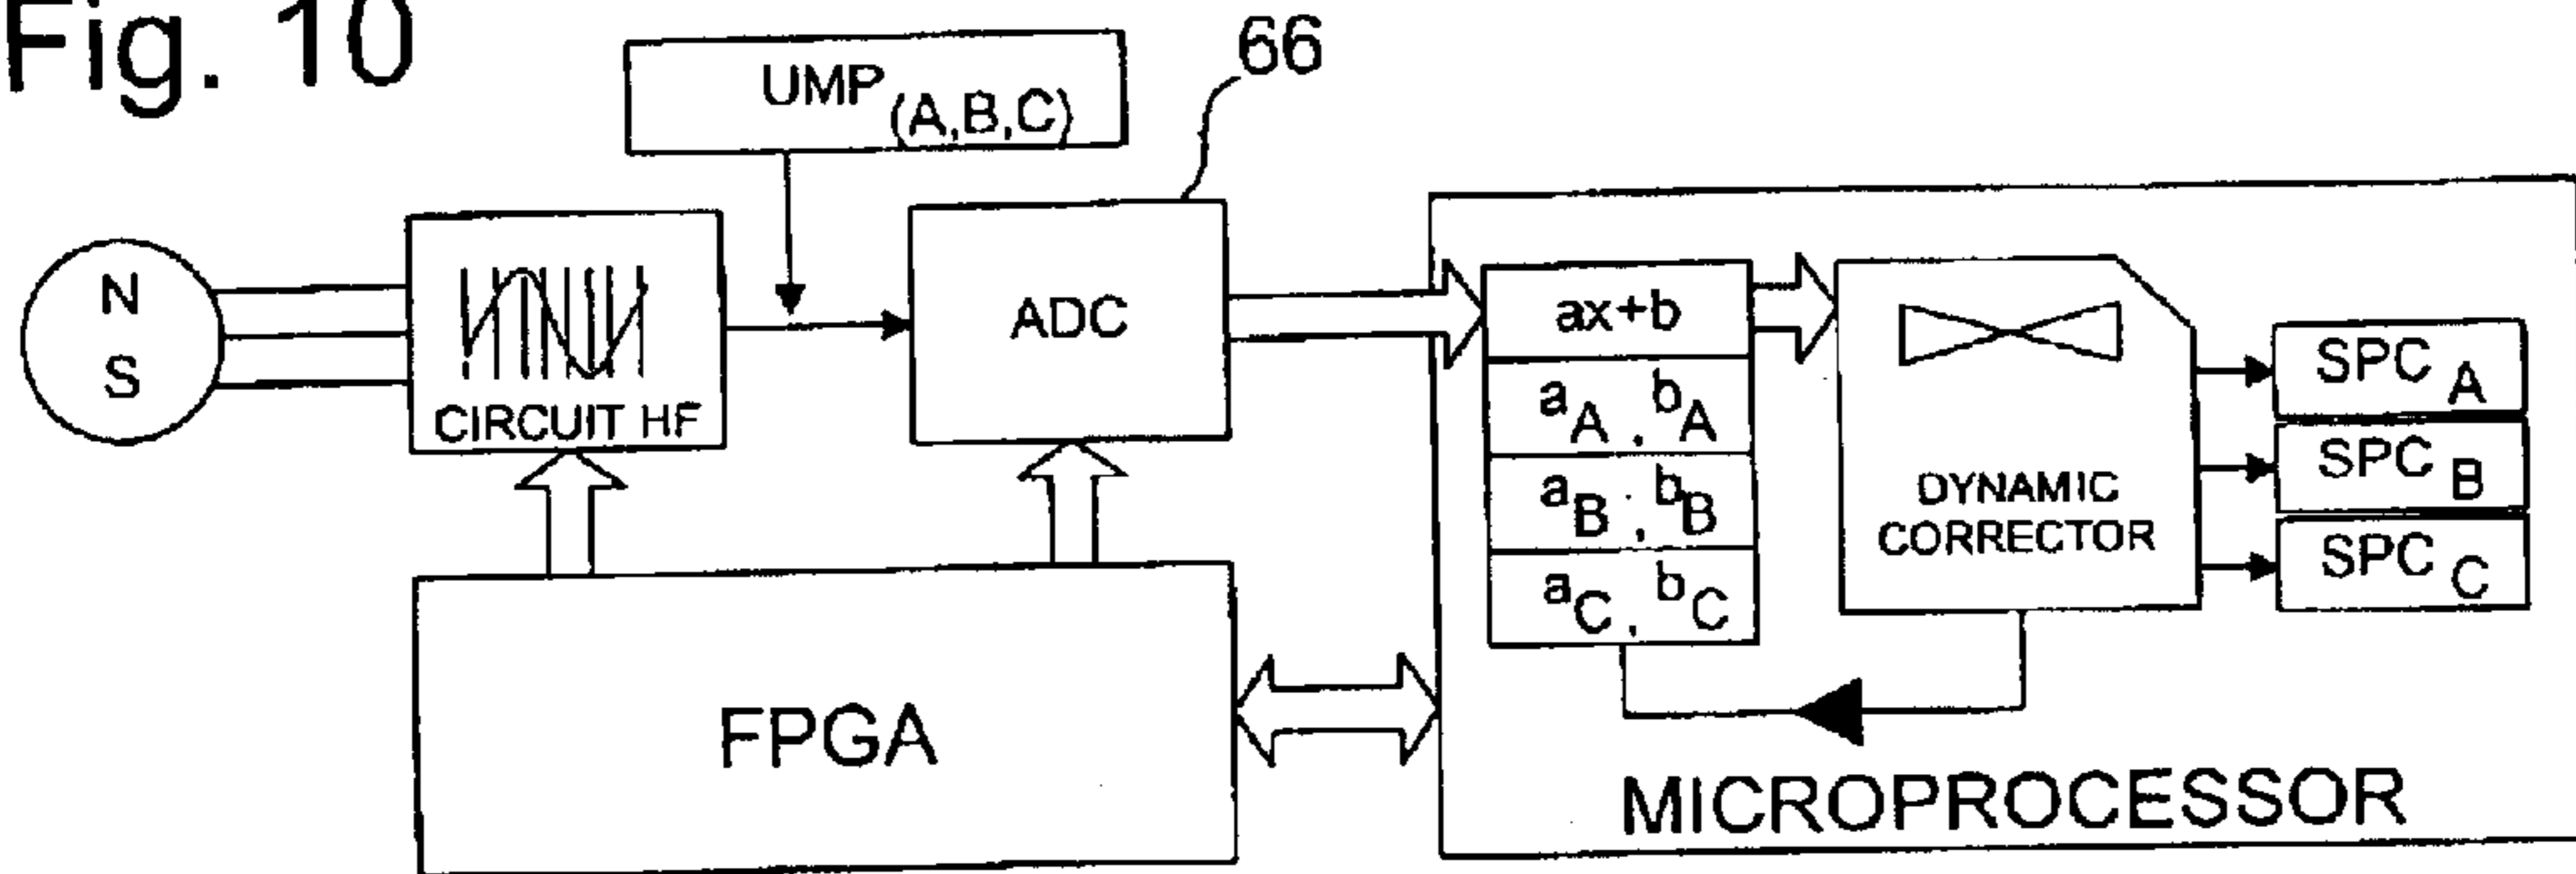 Fig. 10
UMP (A,B,C)
66
N
S
CIRCUIT HF
ADC
ax+b
aA, bA
aB, bB
aC, bC
DYNAMIC
CORRECTOR
SPC A
SPC B
SPC C
FPGA
MICROPROCESSOR